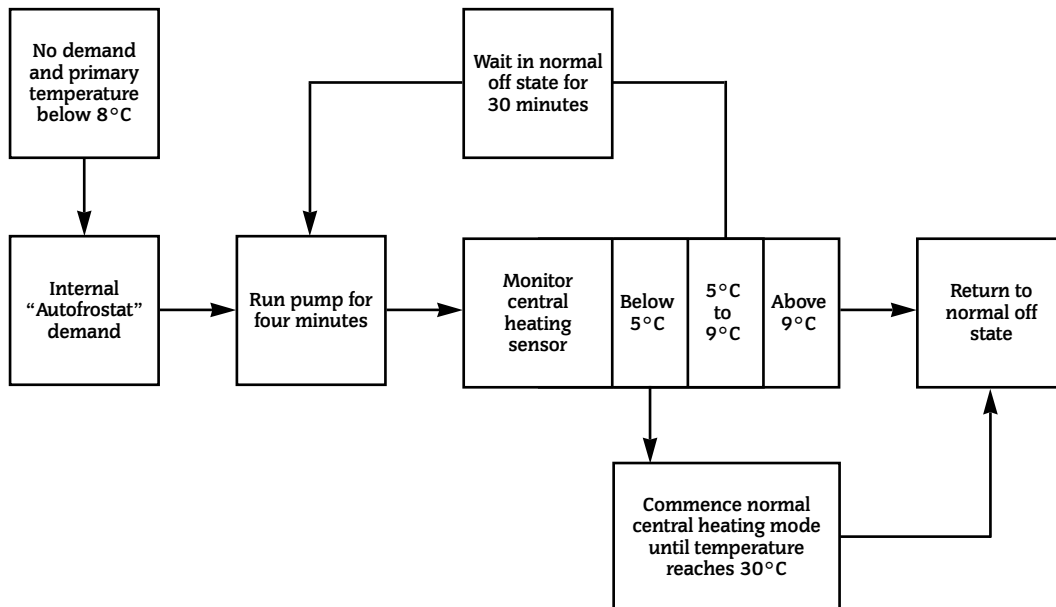 No demand
and primary
temperature
below 8°C
Wait in normal
off state for
30 minutes
Internal
“Autofrostat”
demand
Run pump for
four minutes
Monitor
central
heating
sensor
Below
5°C
5°C
to
9°C
Above
9°C
Return to
normal off
state
Commence normal
central heating mode
until temperature
reaches 30°C